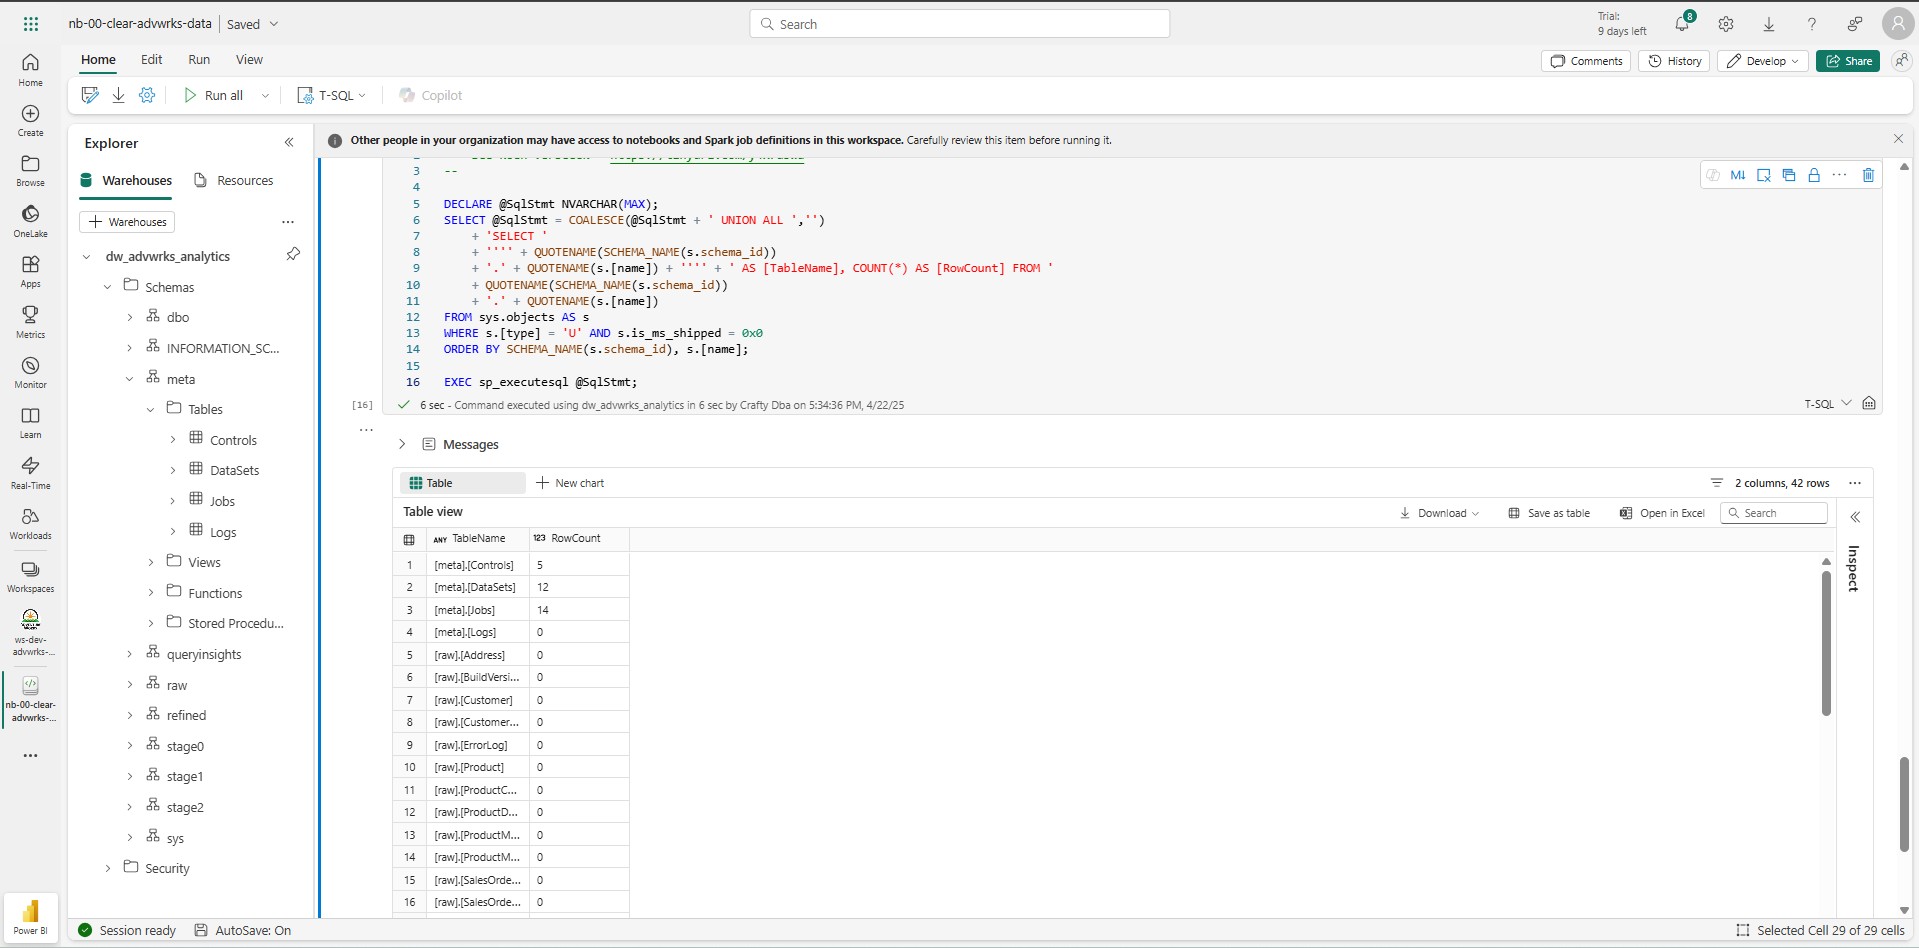 nb-00-clear-advwrks-data
Saved
Search
Trial:
9 days left
8
Home
Edit
Run
View
Comments
History
Develop
Share
Run all
T-SQL
Copilot
Home
Create
Browse
OneLake
Apps
Metrics
Monitor
Learn
Real-Time
Workloads
Workspaces
ws-dev-
advwrks-...
nb-00-clear-
advwrks-...
Power BI
Explorer
Warehouses
Resources
Warehouses
dw_advwrks_analytics
Schemas
dbo
INFORMATION_SC...
meta
Tables
Controls
DataSets
Jobs
Logs
Views
Functions
Stored Procedu...
queryinsights
raw
refined
stage0
stage1
stage2
sys
Security
Other people in your organization may have access to notebooks and Spark job definitions in this workspace. Carefully review this item before running it.
3 --
4
5 DECLARE @SqlStmt NVARCHAR(MAX);
6 SELECT @SqlStmt = COALESCE(@SqlStmt + ' UNION ALL ','')
7 + 'SELECT '
8 + '''' + QUOTENAME(SCHEMA_NAME(s.schema_id))
9 + '.' + QUOTENAME(s.[name]) + '''' + ' AS [TableName], COUNT(*) AS [RowCount] FROM '
10 + QUOTENAME(SCHEMA_NAME(s.schema_id))
11 + '.' + QUOTENAME(s.[name])
12 FROM sys.objects AS s
13 WHERE s.[type] = 'U' AND s.is_ms_shipped = 0x0
14 ORDER BY SCHEMA_NAME(s.schema_id), s.[name];
15
16 EXEC sp_executesql @SqlStmt;
[16] 6 sec - Command executed using dw_advwrks_analytics in 6 sec by Crafty Dba on 5:34:36 PM, 4/22/25
T-SQL
Messages
Table
New chart
2 columns, 42 rows
Table view
Download
Save as table
Open in Excel
Search
Inspect
ANY TableName 123 RowCount
1 [meta].[Controls] 5
2 [meta].[DataSets] 12
3 [meta].[Jobs] 14
4 [meta].[Logs] 0
5 [raw].[Address] 0
6 [raw].[BuildVersi... 0
7 [raw].[Customer] 0
8 [raw].[Customer... 0
9 [raw].[ErrorLog] 0
10 [raw].[Product] 0
11 [raw].[ProductC... 0
12 [raw].[ProductD... 0
13 [raw].[ProductM... 0
14 [raw].[ProductM... 0
15 [raw].[SalesOrde... 0
16 [raw].[SalesOrde... 0
Session ready
AutoSave: On
Selected Cell 29 of 29 cells